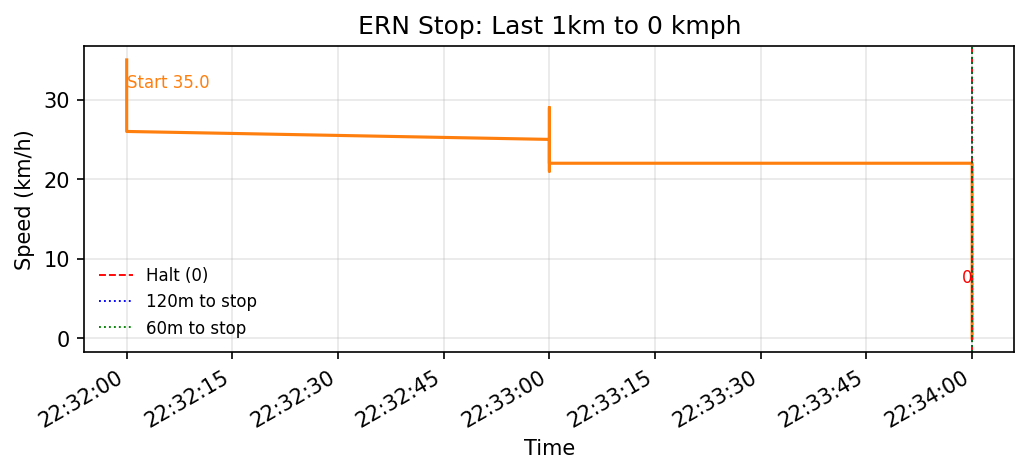 ERN Stop: Last 1km to 0 kmph
Start 35.0
Speed (km/h)
30
20
10
0
0
Halt (0)
120m to stop
60m to stop
22:32:00
22:32:15
22:32:30
22:32:45
22:33:00
22:33:15
22:33:30
22:33:45
22:34:00
Time